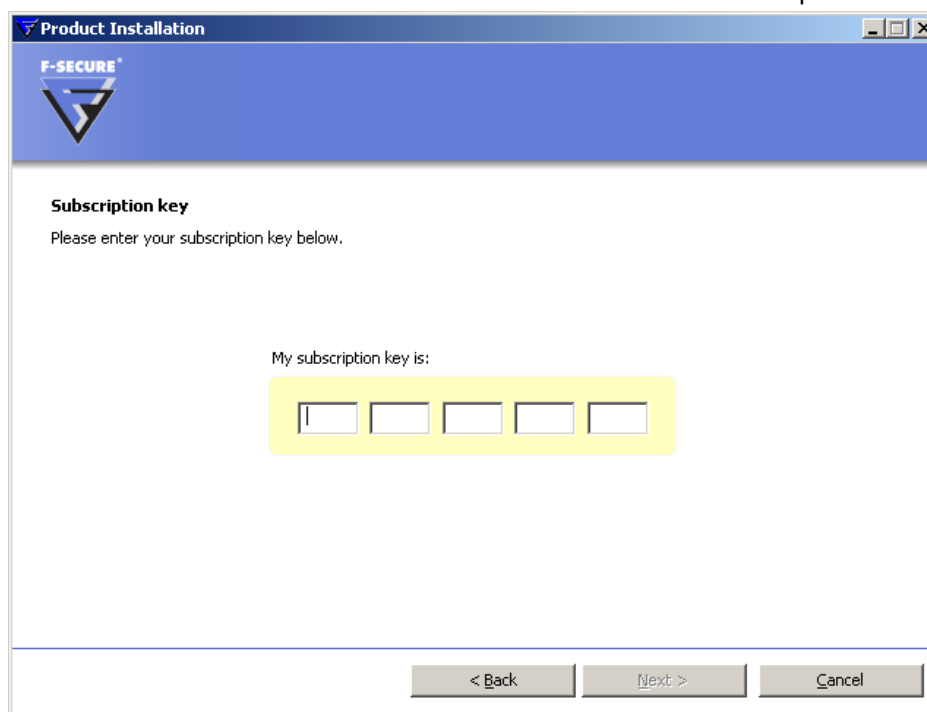 Product Installation
F-SECURE®
Subscription key
Please enter your subscription key below.
My subscription key is:
< Back
Next >
Cancel